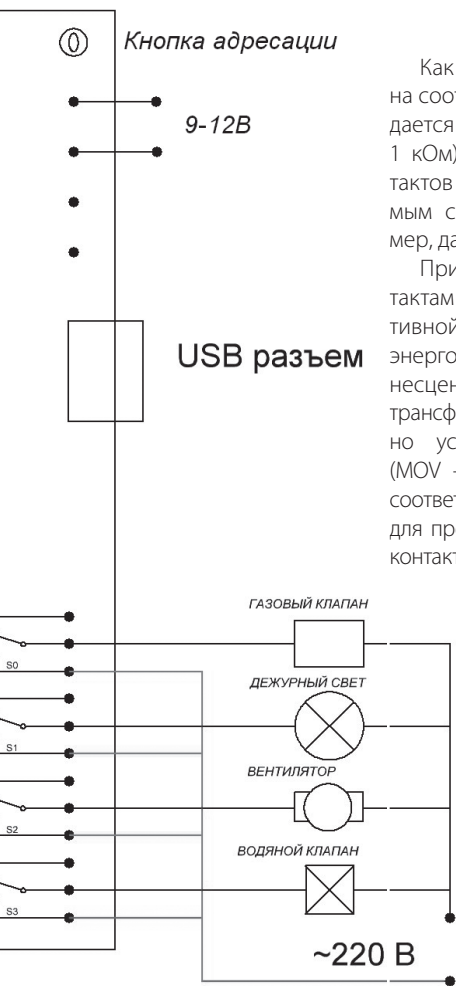 Кнопка адресации
9-12В
USB разъем
Как
на соот
дается
1 кОм)
тактов
мым с
мер, да
При
тактам
тивной
энерго
несцен
трансф
но ус
(MOV -
соответ
для пр
контакт
ГАЗОВЫЙ КЛАПАН
S0
ДЕЖУРНЫЙ СВЕТ
S1
ВЕНТИЛЯТОР
S2
ВОДЯНОЙ КЛАПАН
S3
~220 В